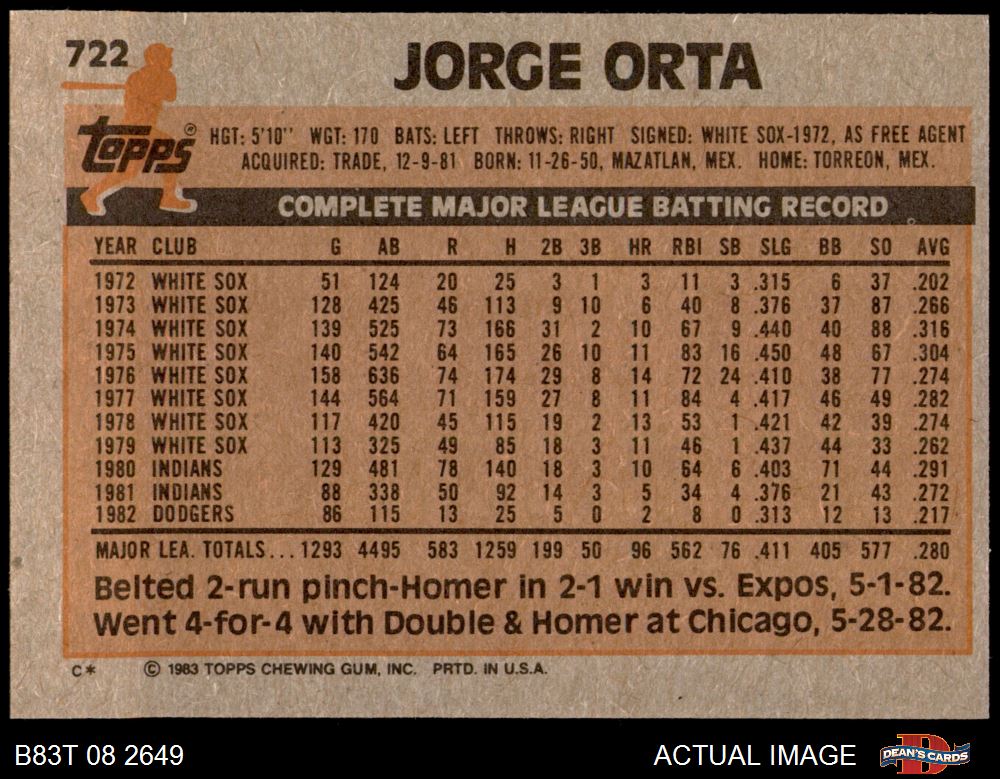 722 JORGE ORTA
Topps®
HGT: 5'10" WGT: 170 BATS: LEFT THROWS: RIGHT SIGNED: WHITE SOX-1972, AS FREE AGENT
ACQUIRED: TRADE, 12-9-81 BORN: 11-26-50, MAZATLAN, MEX. HOME: TORREON, MEX.
COMPLETE MAJOR LEAGUE BATTING RECORD
YEAR CLUB G AB R H 2B 3B HR RBI SB SLG BB SO AVG
1972 WHITE SOX 51 124 20 25 3 1 3 11 3 .315 6 37 .202
1973 WHITE SOX 128 425 46 113 9 10 6 40 8 .376 37 87 .266
1974 WHITE SOX 139 525 73 166 31 2 10 67 9 .440 40 88 .316
1975 WHITE SOX 140 542 64 165 26 10 11 83 16 .450 48 67 .304
1976 WHITE SOX 158 636 74 174 29 8 14 72 24 .410 38 77 .274
1977 WHITE SOX 144 564 71 159 27 8 11 84 4 .417 46 49 .282
1978 WHITE SOX 117 420 45 115 19 2 13 53 1 .421 42 39 .274
1979 WHITE SOX 113 325 49 85 18 3 11 46 1 .437 44 33 .262
1980 INDIANS 129 481 78 140 18 3 10 64 6 .403 71 44 .291
1981 INDIANS 88 338 50 92 14 3 5 34 4 .376 21 43 .272
1982 DODGERS 86 115 13 25 5 0 2 8 0 .313 12 13 .217
MAJOR LEA. TOTALS... 1293 4495 583 1259 199 50 96 562 76 .411 405 577 .280
Belted 2-run pinch-Homer in 2-1 win vs. Expos, 5-1-82.
Went 4-for-4 with Double & Homer at Chicago, 5-28-82.
C* © 1983 TOPPS CHEWING GUM, INC. PRTD. IN U.S.A.
B83T 08 2649 ACTUAL IMAGE D DEAN'S CARDS